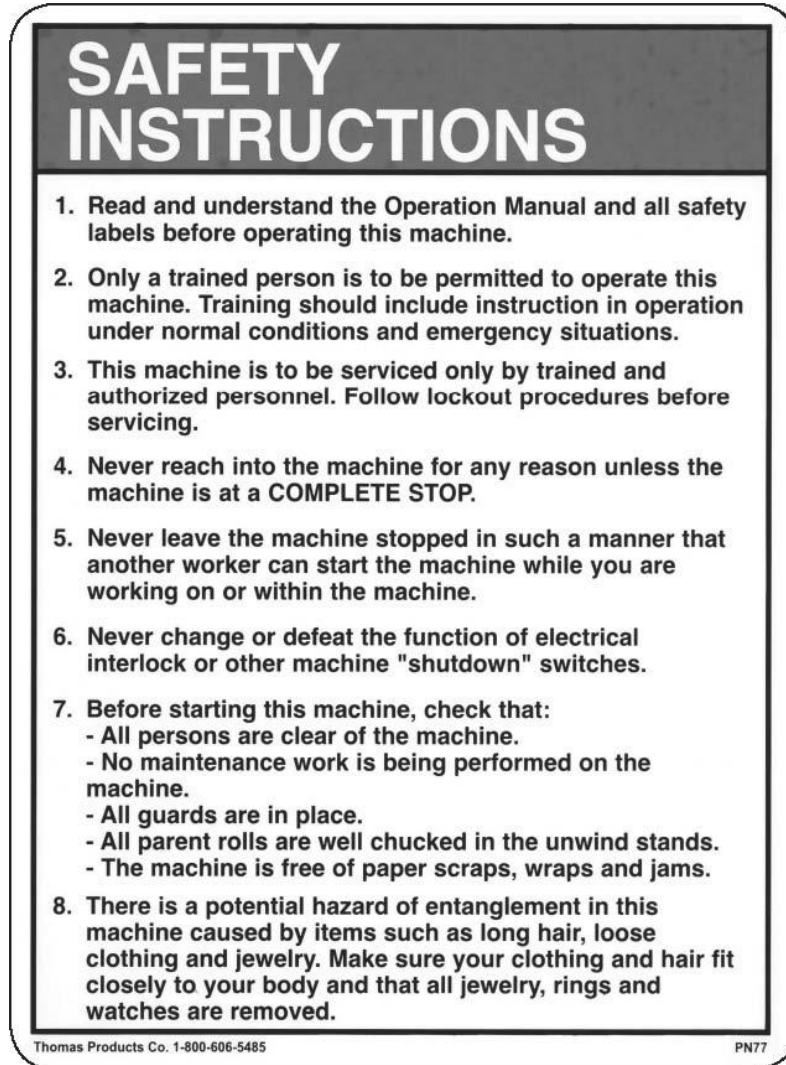 SAFETY
INSTRUCTIONS
1. Read and understand the Operation Manual and all safety
labels before operating this machine.
2. Only a trained person is to be permitted to operate this
machine. Training should include instruction in operation
under normal conditions and emergency situations.
3. This machine is to be serviced only by trained and
authorized personnel. Follow lockout procedures before
servicing.
4. Never reach into the machine for any reason unless the
machine is at a COMPLETE STOP.
5. Never leave the machine stopped in such a manner that
another worker can start the machine while you are
working on or within the machine.
6. Never change or defeat the function of electrical
interlock or other machine "shutdown" switches.
7. Before starting this machine, check that:
- All persons are clear of the machine.
- No maintenance work is being performed on the
machine.
- All guards are in place.
- All parent rolls are well chucked in the unwind stands.
- The machine is free of paper scraps, wraps and jams.
8. There is a potential hazard of entanglement in this
machine caused by items such as long hair, loose
clothing and jewelry. Make sure your clothing and hair fit
closely to your body and that all jewelry, rings and
watches are removed.
Thomas Products Co. 1-800-606-5485 PN77